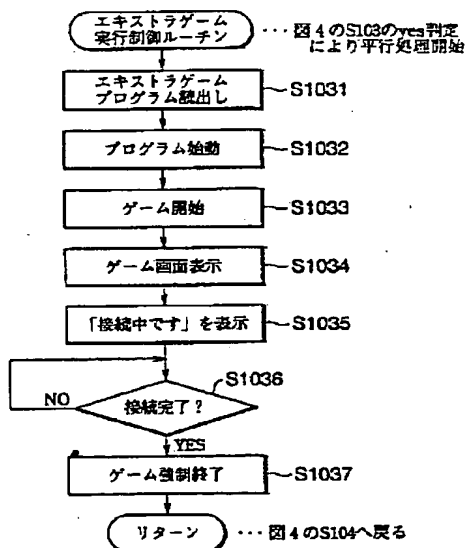 エキストラゲーム
実行制御ルーチン
・・・図4のS103のyes判定
により平行処理開始
エキストラゲーム
プログラム読出し
S1031
プログラム始動
S1032
ゲーム開始
S1033
ゲーム画面表示
S1034
「接続中です」を表示
S1035
S1036
接続完了?
NO
YES
ゲーム強制終了
S1037
リターン
・・・図4のS104へ戻る